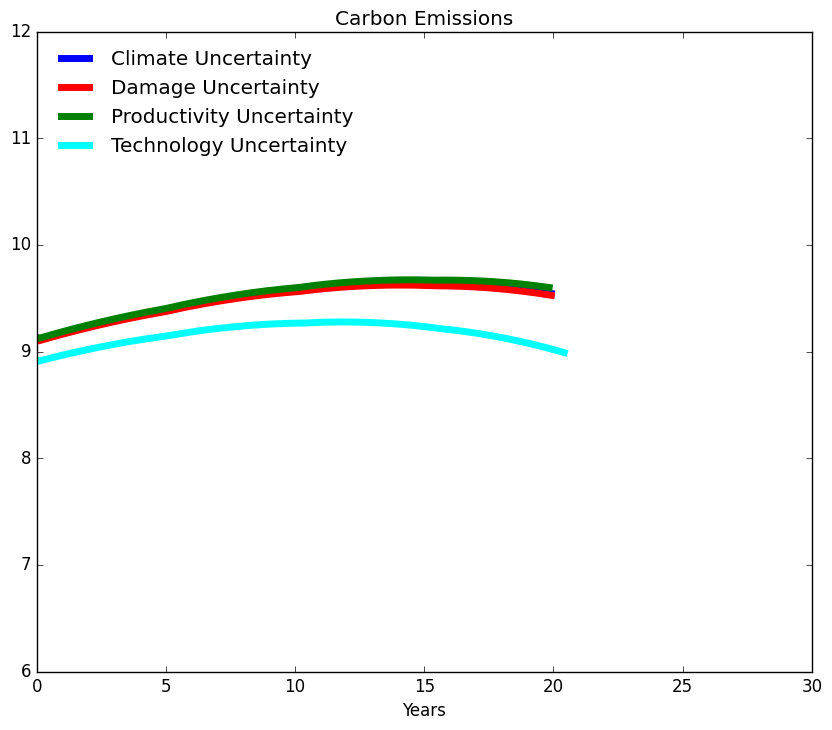 Carbon Emissions
12
Climate Uncertainty
Damage Uncertainty
Productivity Uncertainty
Technology Uncertainty
11
10
9
8
7
6
0 5 10 15 20 25 30
Years